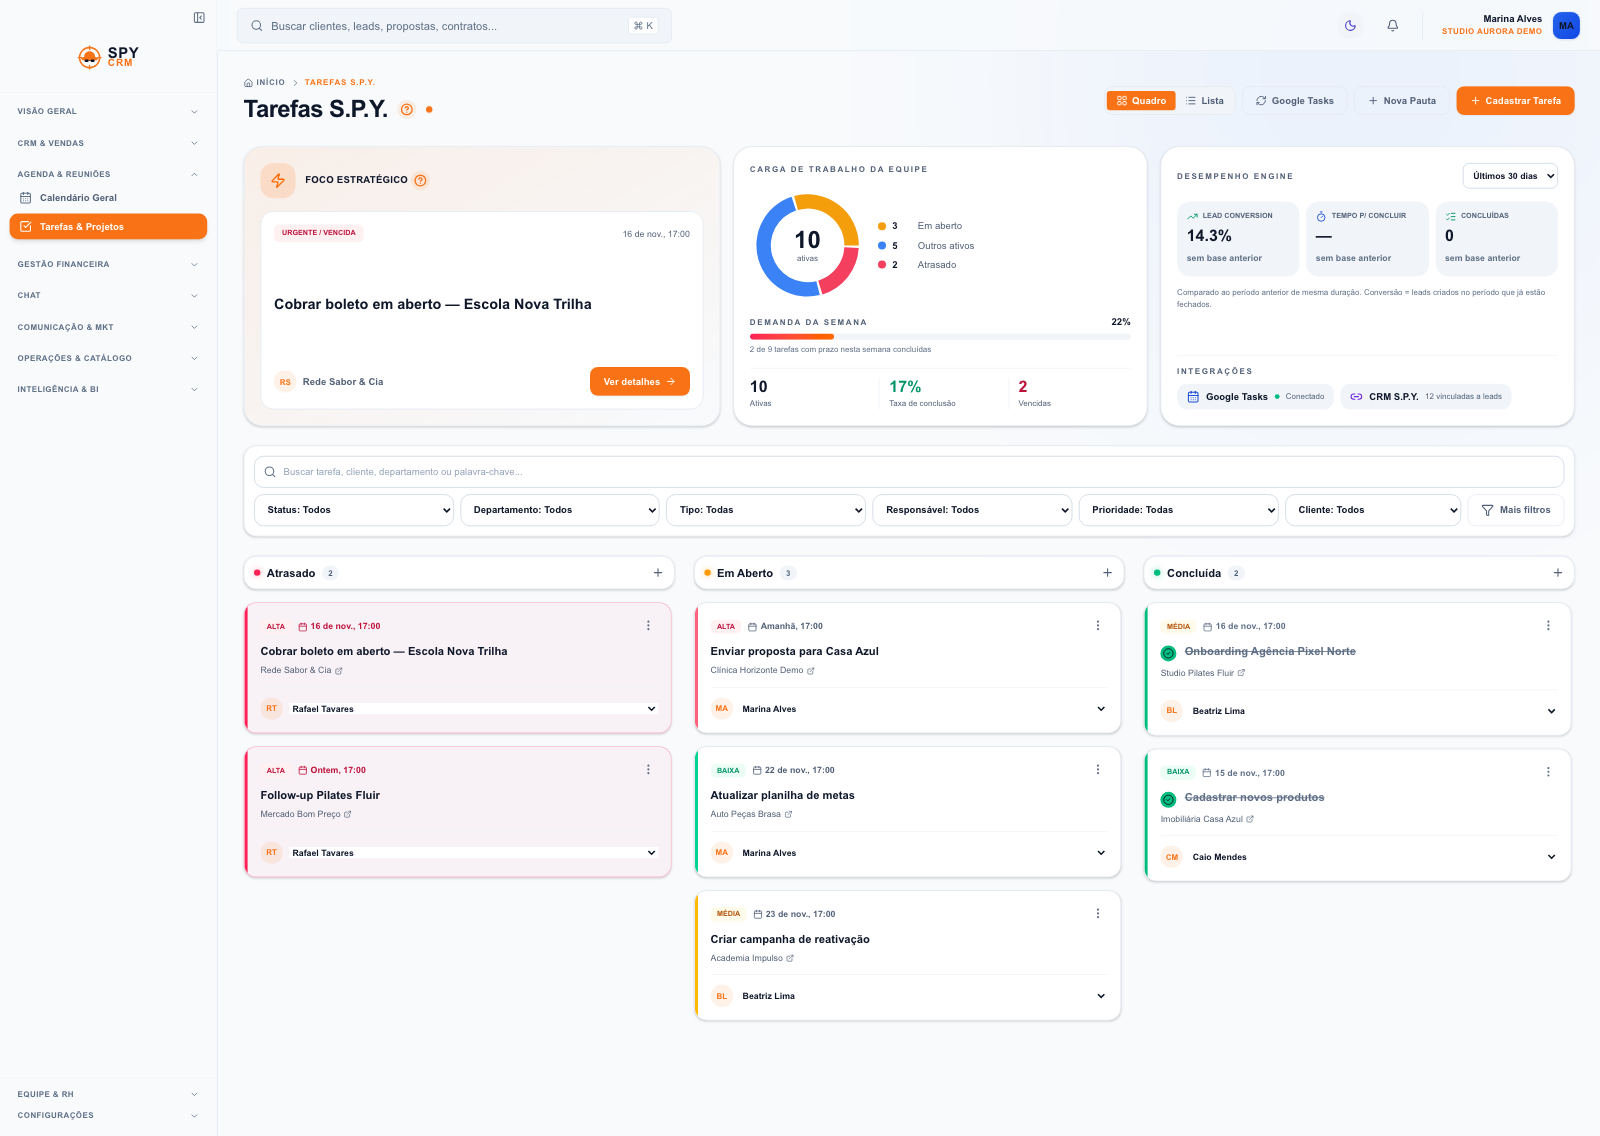 Buscar clientes, leads, propostas, contratos...
⌘ K
Marina Alves
STUDIO AURORA DEMO
MA
SPY
CRM
VISÃO GERAL
CRM & VENDAS
AGENDA & REUNIÕES
Calendário Geral
Tarefas & Projetos
GESTÃO FINANCEIRA
CHAT
COMUNICAÇÃO & MKT
OPERAÇÕES & CATÁLOGO
INTELIGÊNCIA & BI
EQUIPE & RH
CONFIGURAÇÕES
INÍCIO > TAREFAS S.P.Y.
Tarefas S.P.Y.
Quadro
Lista
Google Tasks
+ Nova Pauta
+ Cadastrar Tarefa
FOCO ESTRATÉGICO
URGENTE / VENCIDA
16 de nov., 17:00
Cobrar boleto em aberto — Escola Nova Trilha
RS Rede Sabor & Cia
Ver detalhes →
CARGA DE TRABALHO DA EQUIPE
10
ativas
3 Em aberto
5 Outros ativos
2 Atrasado
DEMANDA DA SEMANA 22%
2 de 9 tarefas com prazo nesta semana concluídas
10
Ativas
17%
Taxa de conclusão
2
Vencidas
DESEMPENHO ENGINE
Últimos 30 dias
LEAD CONVERSION
14.3%
sem base anterior
TEMPO P/ CONCLUIR
—
sem base anterior
CONCLUÍDAS
0
sem base anterior
Comparado ao período anterior de mesma duração. Conversão = leads criados no período que já estão
fechados.
INTEGRAÇÕES
Google Tasks Conectado
CRM S.P.Y. 12 vinculadas a leads
Buscar tarefa, cliente, departamento ou palavra-chave...
Status: Todos
Departamento: Todos
Tipo: Todas
Responsável: Todos
Prioridade: Todas
Cliente: Todos
Mais filtros
Atrasado 2 +
ALTA 16 de nov., 17:00
Cobrar boleto em aberto — Escola Nova Trilha
Rede Sabor & Cia
RT Rafael Tavares
ALTA Ontem, 17:00
Follow-up Pilates Fluir
Mercado Bom Preço
RT Rafael Tavares
Em Aberto 3 +
ALTA Amanhã, 17:00
Enviar proposta para Casa Azul
Clínica Horizonte Demo
MA Marina Alves
BAIXA 22 de nov., 17:00
Atualizar planilha de metas
Auto Peças Brasa
MA Marina Alves
MÉDIA 23 de nov., 17:00
Criar campanha de reativação
Academia Impulso
BL Beatriz Lima
Concluída 2 +
MÉDIA 16 de nov., 17:00
Onboarding Agência Pixel Norte
Studio Pilates Fluir
BL Beatriz Lima
BAIXA 15 de nov., 17:00
Cadastrar novos produtos
Imobiliária Casa Azul
CM Caio Mendes